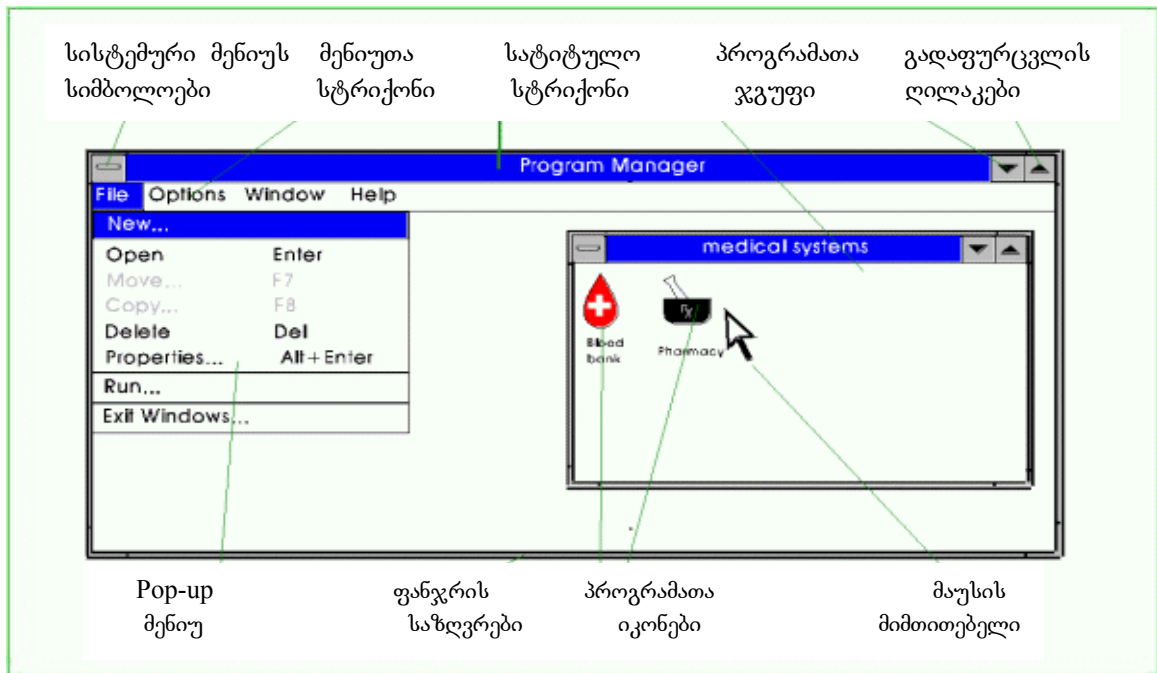 სისტემური მენიუს მენიუთა სატიტულო პროგრამათა გადაფურცვლის
სიმბოლოები სტრიქონი სტრიქონი ჯგუფი ღილაკები
Program Manager
File Options Window Help
New...
Open Enter
Move... F7
Copy... F8
Delete Del
Properties... Alt+Enter
Run...
Exit Windows...
medical systems
Blood
bank
Pharmacy
Rx
Pop-up ფანჯრის პროგრამათა მაუსის
მენიუ საზღვრები იკონები მიმთითებელი